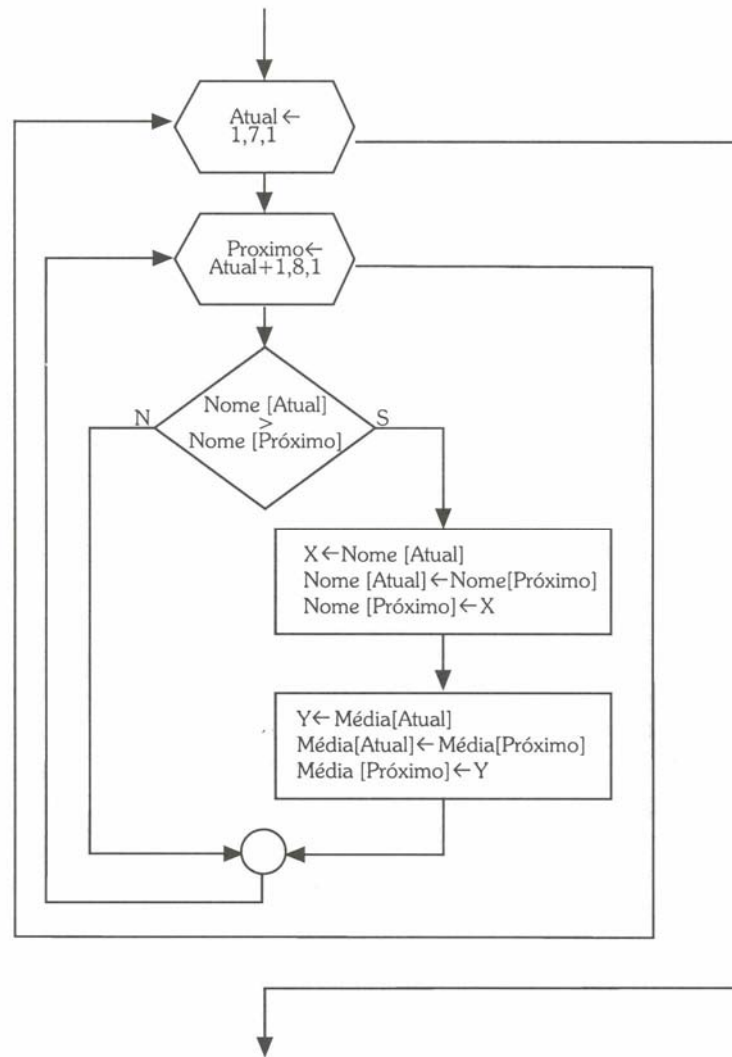 Atual←
1,7,1
Proximo←
Atual+1,8,1
N
Nome [Atual]
>
Nome [Próximo]
S
X←Nome [Atual]
Nome [Atual]←Nome[Próximo]
Nome [Próximo]←X
Y←Média[Atual]
Média[Atual]←Média[Próximo]
Média [Próximo]←Y